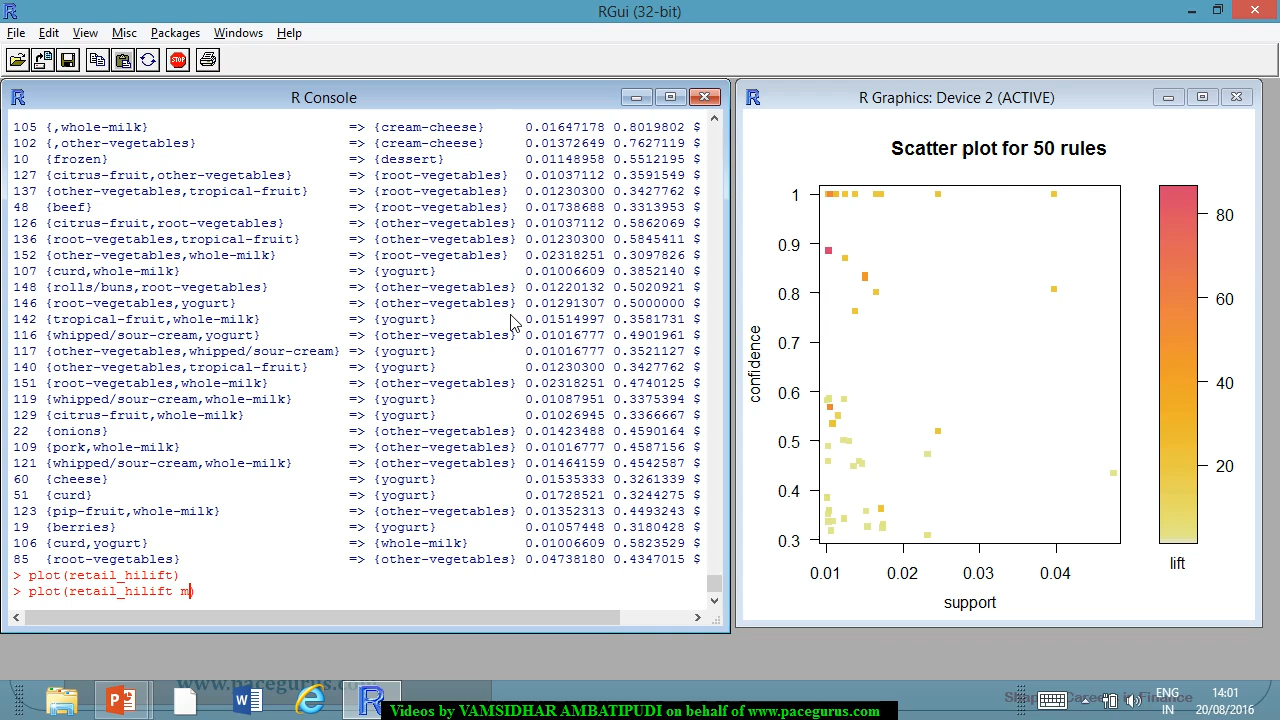 RGui (32-bit)
File Edit View Misc Packages Windows Help
R Console
105 {,whole-milk} => {cream-cheese} 0.01647178 0.8019802 $
102 {,other-vegetables} => {cream-cheese} 0.01372649 0.7627119 $
10 {frozen} => {dessert} 0.01148958 0.5512195 $
127 {citrus-fruit,other-vegetables} => {root-vegetables} 0.01037112 0.3591549 $
137 {other-vegetables,tropical-fruit} => {root-vegetables} 0.01230300 0.3427762 $
48 {beef} => {root-vegetables} 0.01738688 0.3313953 $
126 {citrus-fruit,root-vegetables} => {other-vegetables} 0.01037112 0.5862069 $
136 {root-vegetables,tropical-fruit} => {other-vegetables} 0.01230300 0.5845411 $
152 {other-vegetables,whole-milk} => {root-vegetables} 0.02318251 0.3097826 $
107 {curd,whole-milk} => {yogurt} 0.01006609 0.3852140 $
148 {rolls/buns,root-vegetables} => {other-vegetables} 0.01220132 0.5020921 $
146 {root-vegetables,yogurt} => {other-vegetables} 0.01291307 0.5000000 $
142 {tropical-fruit,whole-milk} => {yogurt} 0.01514997 0.3581731 $
116 {whipped/sour-cream,yogurt} => {other-vegetables} 0.01016777 0.4901961 $
117 {other-vegetables,whipped/sour-cream} => {yogurt} 0.01016777 0.3521127 $
140 {other-vegetables,tropical-fruit} => {yogurt} 0.01230300 0.3427762 $
151 {root-vegetables,whole-milk} => {other-vegetables} 0.02318251 0.4740125 $
119 {whipped/sour-cream,whole-milk} => {yogurt} 0.01087951 0.3375394 $
129 {citrus-fruit,whole-milk} => {yogurt} 0.01026945 0.3366667 $
22 {onions} => {other-vegetables} 0.01423488 0.4590164 $
109 {pork,whole-milk} => {other-vegetables} 0.01016777 0.4587156 $
121 {whipped/sour-cream,whole-milk} => {other-vegetables} 0.01464159 0.4542587 $
60 {cheese} => {yogurt} 0.01535333 0.3261339 $
51 {curd} => {yogurt} 0.01728521 0.3244275 $
123 {pip-fruit,whole-milk} => {other-vegetables} 0.01352313 0.4493243 $
19 {berries} => {yogurt} 0.01057448 0.3180428 $
106 {curd,yogurt} => {whole-milk} 0.01006609 0.5823529 $
85 {root-vegetables} => {other-vegetables} 0.04738180 0.4347015 $
> plot(retail_hilift)
> plot(retail_hilift m)
R Graphics: Device 2 (ACTIVE)
Scatter plot for 50 rules
1
0.9
0.8
0.7
0.6
0.5
0.4
0.3
confidence
0.01 0.02 0.03 0.04
support
80
60
40
20
lift
www.pacegurus.com
Videos by VAMSIDHAR AMBATIPUDI on behalf of www.pacegurus.com
ENG
IN
14:01
20/08/2016